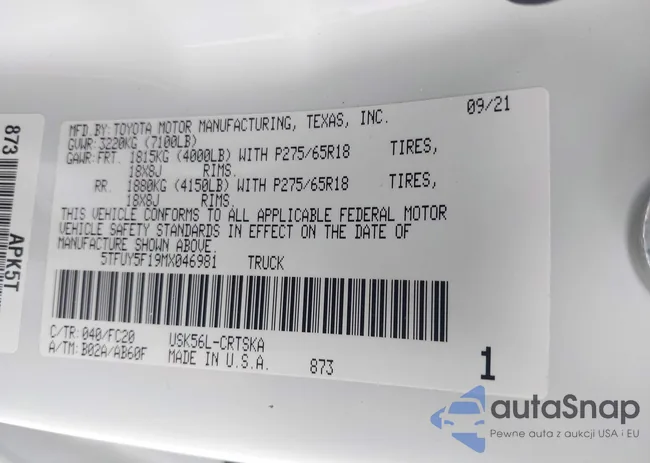 MFD.BY:TOYOTA MOTOR MANUFACTURING, TEXAS, INC. 09/21
GVWR:3220KG (7100LB)
GAWR:FRT. 1815KG (4000LB) WITH P275/65R18 TIRES,
18X8J RIMS.
RR. 1880KG (4150LB) WITH P275/65R18 TIRES,
18X8J RIMS.
THIS VEHICLE CONFORMS TO ALL APPLICABLE FEDERAL MOTOR
VEHICLE SAFETY STANDARDS IN EFFECT ON THE DATE OF
MANUFACTURE SHOWN ABOVE.
5TFUY5F19MX046981 TRUCK
C/TR:040/FC20 USK56L-CRTSKA
A/TM:B02A/AB60F MADE IN U.S.A. 873 1
873 APK5T
autaSnap
Pewne auta z aukcji USA i EU